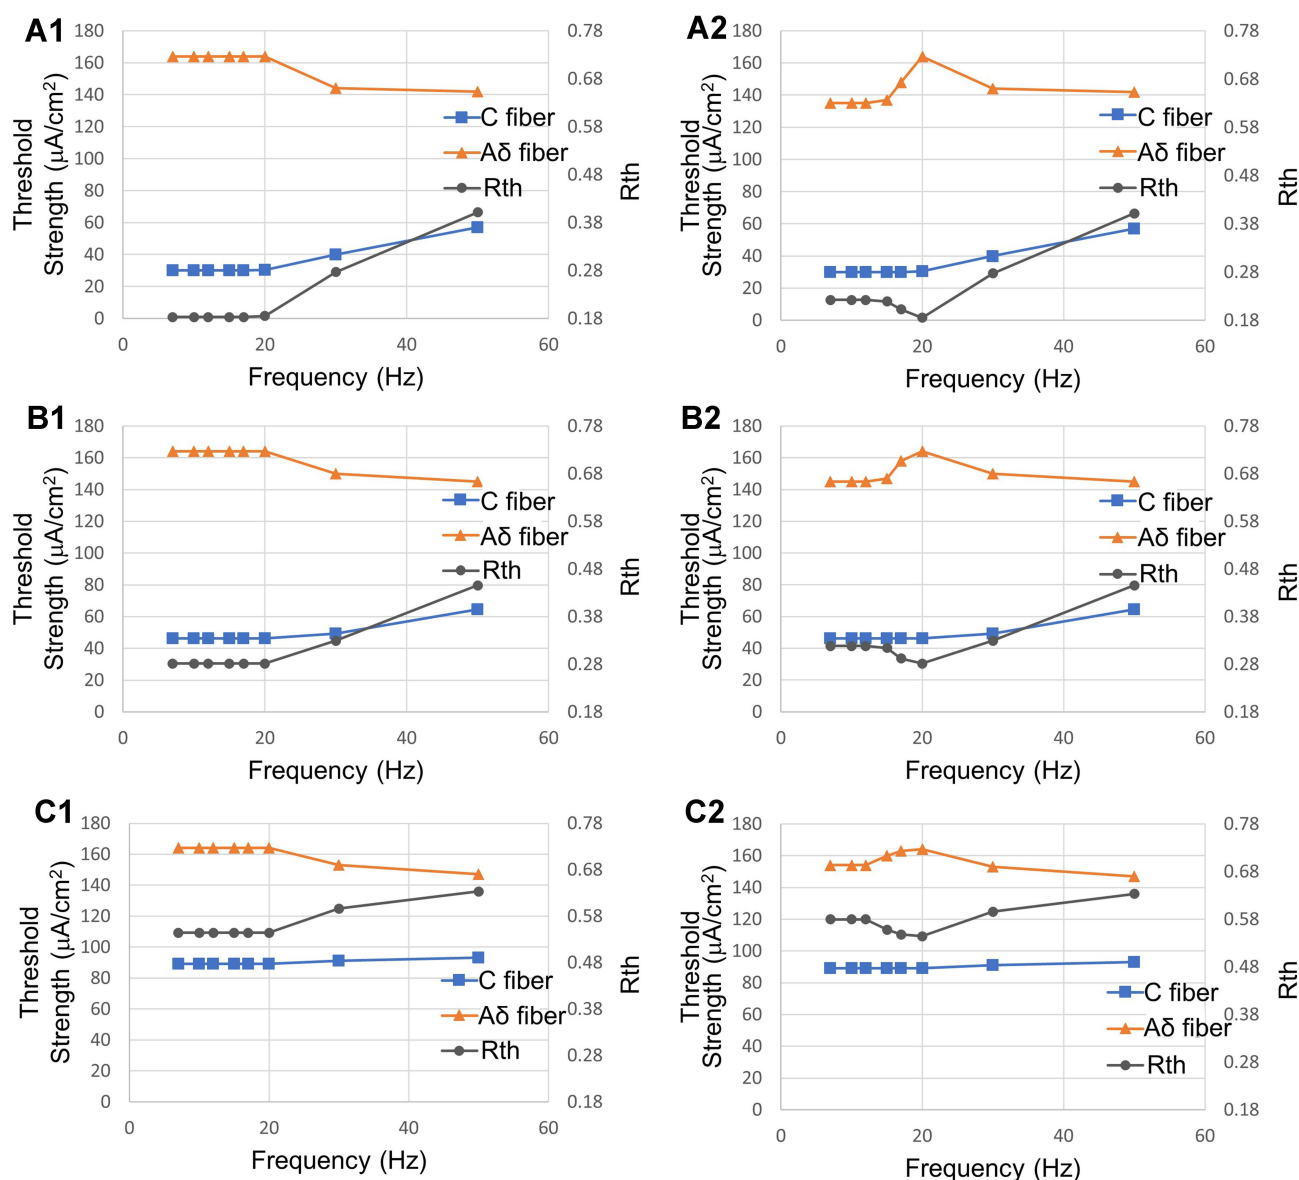 A1
180
160
140
120
100
80
60
40
20
0
Threshold
Strength (μA/cm2)
0.78
0.68
0.58
0.48
0.38
0.28
0.18
Rth
C fiber
Aδ fiber
Rth
0 20 40 60
Frequency (Hz)
A2
180
160
140
120
100
80
60
40
20
0
Threshold
Strength (μA/cm2)
0.78
0.68
0.58
0.48
0.38
0.28
0.18
Rth
C fiber
Aδ fiber
Rth
0 20 40 60
Frequency (Hz)
B1
180
160
140
120
100
80
60
40
20
0
Threshold
Strength (μA/cm2)
0.78
0.68
0.58
0.48
0.38
0.28
0.18
Rth
C fiber
Aδ fiber
Rth
0 20 40 60
Frequency (Hz)
B2
180
160
140
120
100
80
60
40
20
0
Threshold
Strength (μA/cm2)
0.78
0.68
0.58
0.48
0.38
0.28
0.18
Rth
C fiber
Aδ fiber
Rth
0 20 40 60
Frequency (Hz)
C1
180
160
140
120
100
80
60
40
20
0
Threshold
Strength (μA/cm2)
0.78
0.68
0.58
0.48
0.38
0.28
0.18
Rth
C fiber
Aδ fiber
Rth
0 20 40 60
Frequency (Hz)
C2
180
160
140
120
100
80
60
40
20
0
Threshold
Strength (μA/cm2)
0.78
0.68
0.58
0.48
0.38
0.28
0.18
Rth
C fiber
Aδ fiber
Rth
0 20 40 60
Frequency (Hz)